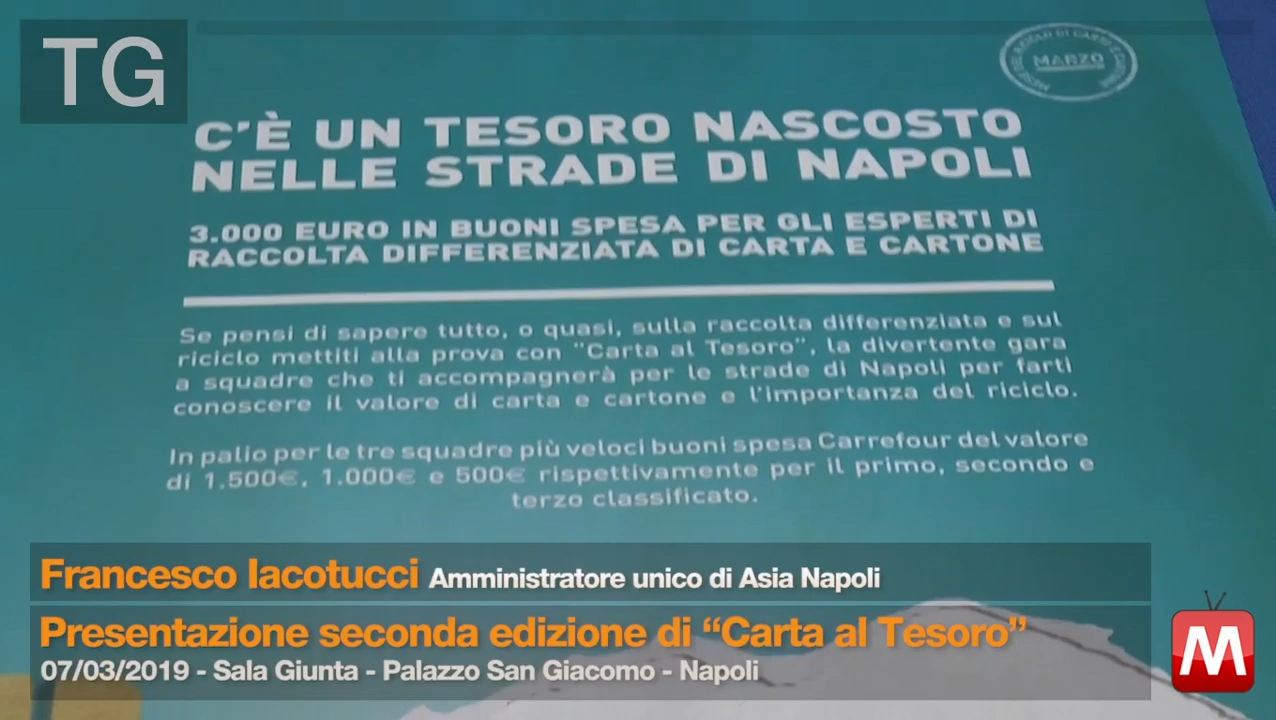 TG
MESE DEL RICICLO DI CARTA E CARTONE
MARZO
C'È UN TESORO NASCOSTO
NELLE STRADE DI NAPOLI
3.000 EURO IN BUONI SPESA PER GLI ESPERTI DI
RACCOLTA DIFFERENZIATA DI CARTA E CARTONE
Se pensi di sapere tutto, o quasi, sulla raccolta differenziata e sul
riciclo mettiti alla prova con "Carta al Tesoro", la divertente gara
a squadre che ti accompagnerà per le strade di Napoli per farti
conoscere il valore di carta e cartone e l'importanza del riciclo.
In palio per le tre squadre più veloci buoni spesa Carrefour del valore
di 1.500€, 1.000€ e 500€ rispettivamente per il primo, secondo e
terzo classificato.
Francesco Iacotucci Amministratore unico di Asia Napoli
Presentazione seconda edizione di “Carta al Tesoro”
07/03/2019 - Sala Giunta - Palazzo San Giacomo - Napoli
M